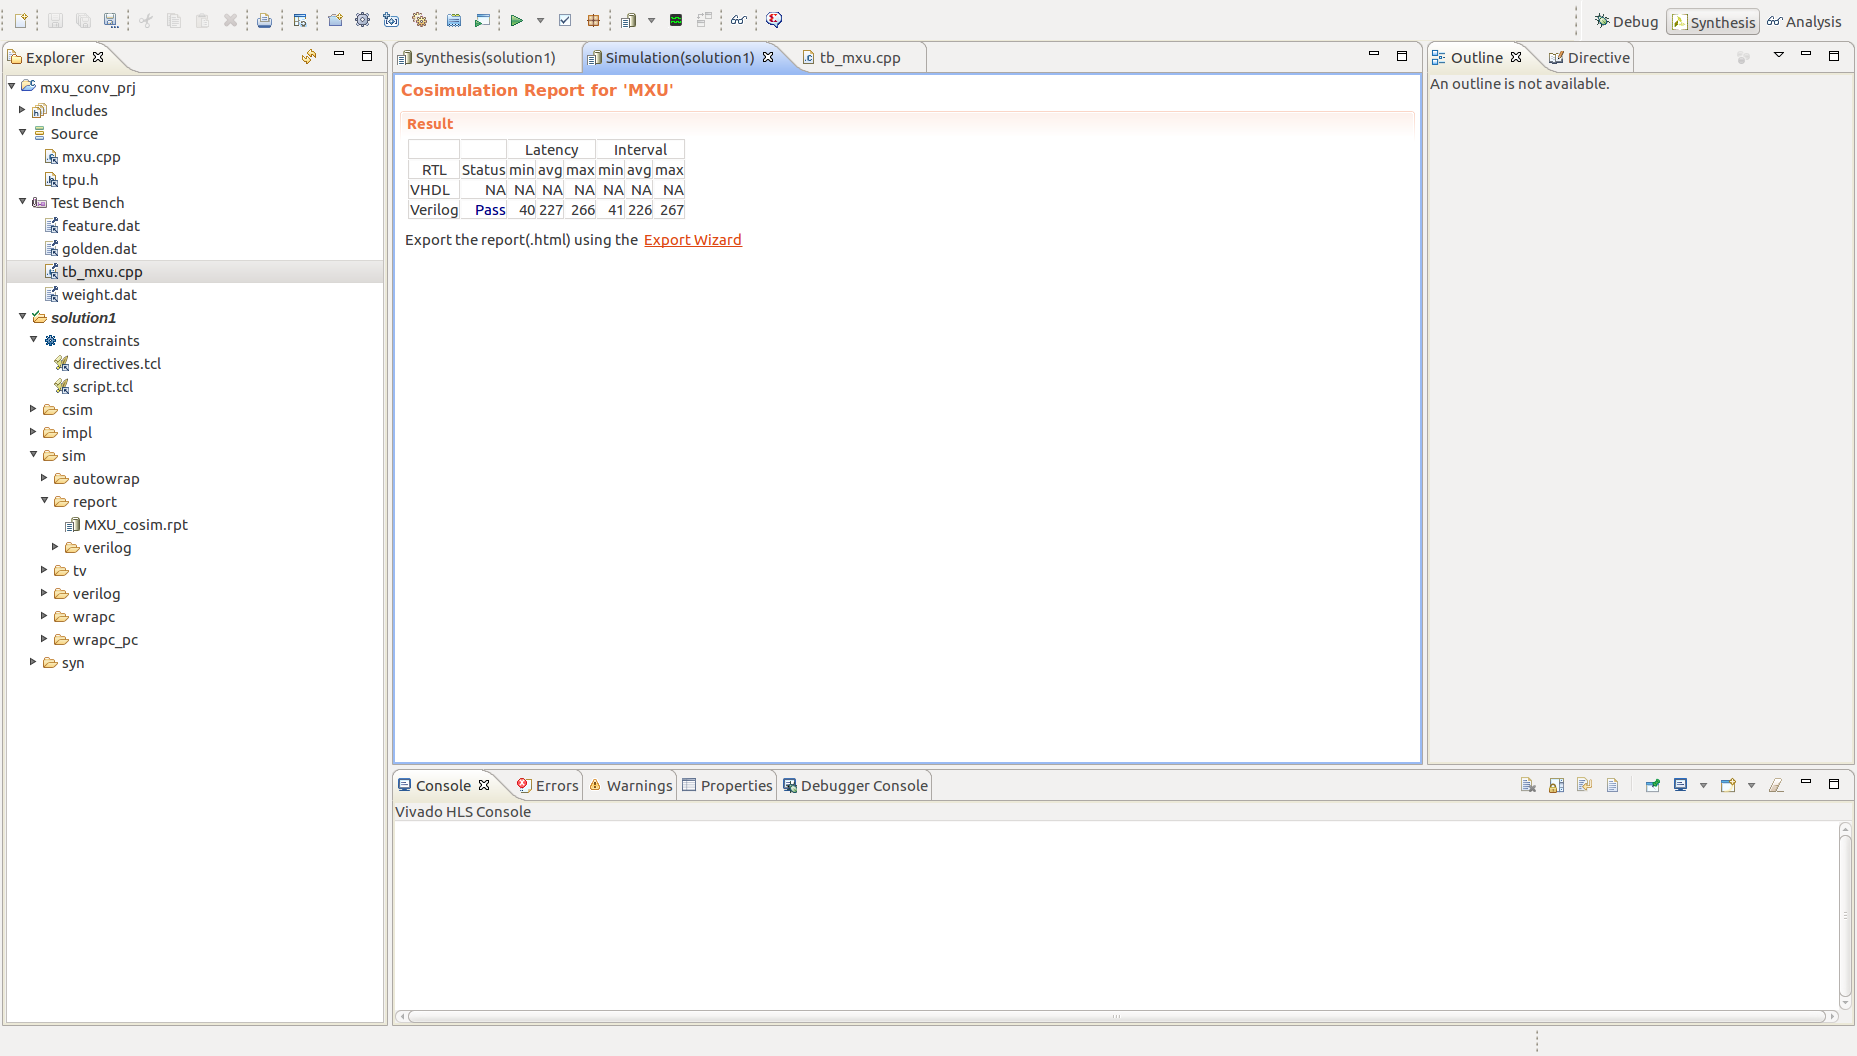 Debug
Synthesis
Analysis
Explorer
mxu_conv_prj
Includes
Source
mxu.cpp
tpu.h
Test Bench
feature.dat
golden.dat
tb_mxu.cpp
weight.dat
solution1
constraints
directives.tcl
script.tcl
csim
impl
sim
autowrap
report
MXU_cosim.rpt
verilog
tv
verilog
wrapc
wrapc_pc
syn
Synthesis(solution1)
Simulation(solution1)
tb_mxu.cpp
Cosimulation Report for 'MXU'
Result
Latency Interval
RTL Status min avg max min avg max
VHDL NA NA NA NA NA NA NA
Verilog Pass 40 227 266 41 226 267
Export the report(.html) using the Export Wizard
Outline
Directive
An outline is not available.
Console
Errors
Warnings
Properties
Debugger Console
Vivado HLS Console